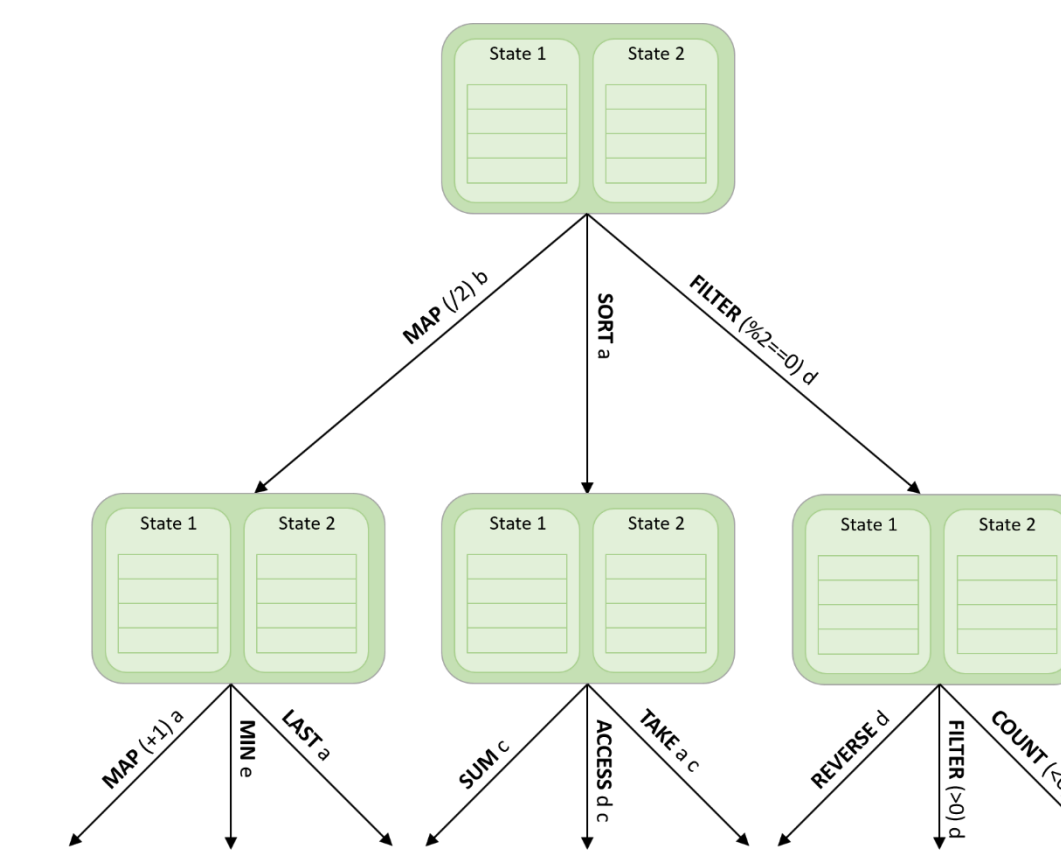 State 1
State 2
MAP (/2) b
SORT a
FILTER (%2==0) d
State 1
State 2
State 1
State 2
State 1
State 2
MAP (+1) a
MIN e
LAST a
SUM c
ACCESS d c
TAKE a c
REVERSE d
FILTER (>0) d
COUNT